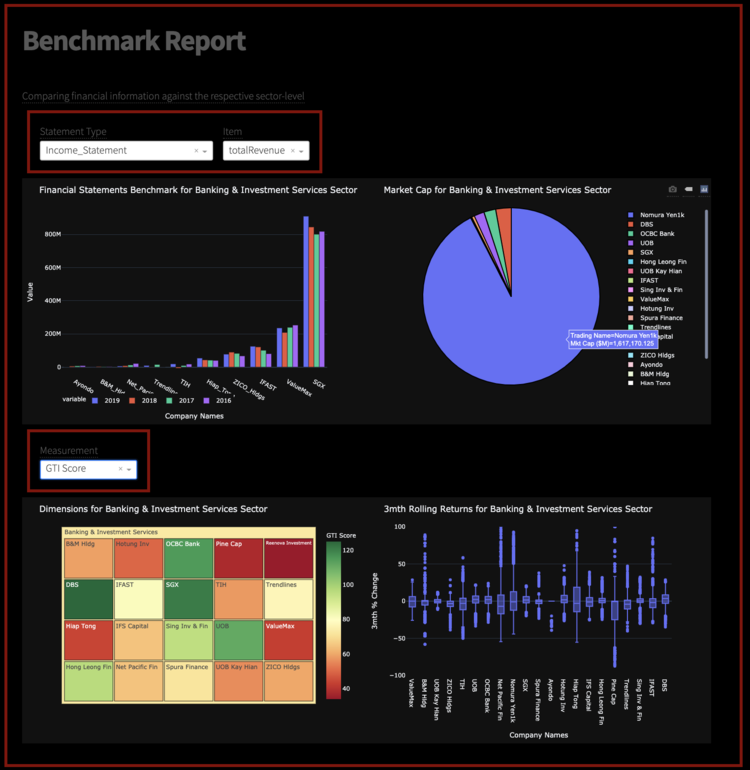 Benchmark Report
Comparing financial information against the respective sector-level
Statement Type
Item
Income_Statement
× 
totalRevenue
×
Financial Statements Benchmark for Banking & Investment Services Sector
800M
600M
400M
200M
0
Value
Ayondo
Net_Pac
Trendlin
TIH
Hiap_Ton
ZICO_Hldgs
IFAST
ValueMax
SGX
variable
2019
2018
2017
2016
Company Names
Market Cap for Banking & Investment Services Sector
Trading Name=Nomura Yen1k
Mkt Cap ($M)=1,617,170.125
Nomura Yen1k
DBS
OCBC Bank
UOB
SGX
Hong Leong Fin
UOB Kay Hian
IFAST
Sing Inv & Fin
ValueMax
Hotung Inv
Spura Finance
Trendlines
apital
ZICO Hldgs
Ayondo
B&M Hldg
Hiap Tong
Measurement
GTI Score
×
Dimensions for Banking & Investment Services Sector
Banking & Investment Services
B&M Hldg
Hotung Inv
OCBC Bank
Pine Cap
DBS
IFAST
SGX
TIH
Trendlines
Hiap Tong
IFS Capital
Sing Inv & Fin
UOB
ValueMax
Hong Leong Fin
Net Pacific Fin
Spura Finance
UOB Kay Hian
ZICO Hldgs
GTI Score
120
100
80
60
40
3mth Rolling Returns for Banking & Investment Services Sector
100
50
0
−50
−100
3mth % Change
ValueMax
B&M Hldg
UOB Kay Hian
ZICO Hldgs
TIH
UOB
OCBC Bank
Net Pacific Fin
Nomura Yen1k
SGX
Spura Finance
Ayondo
Hotung Inv
Hiap Tong
IFS Capital
Hong Leong Fin
Pine Cap
Trendlines
Sing Inv & Fin
IFAST
DBS
Company Names